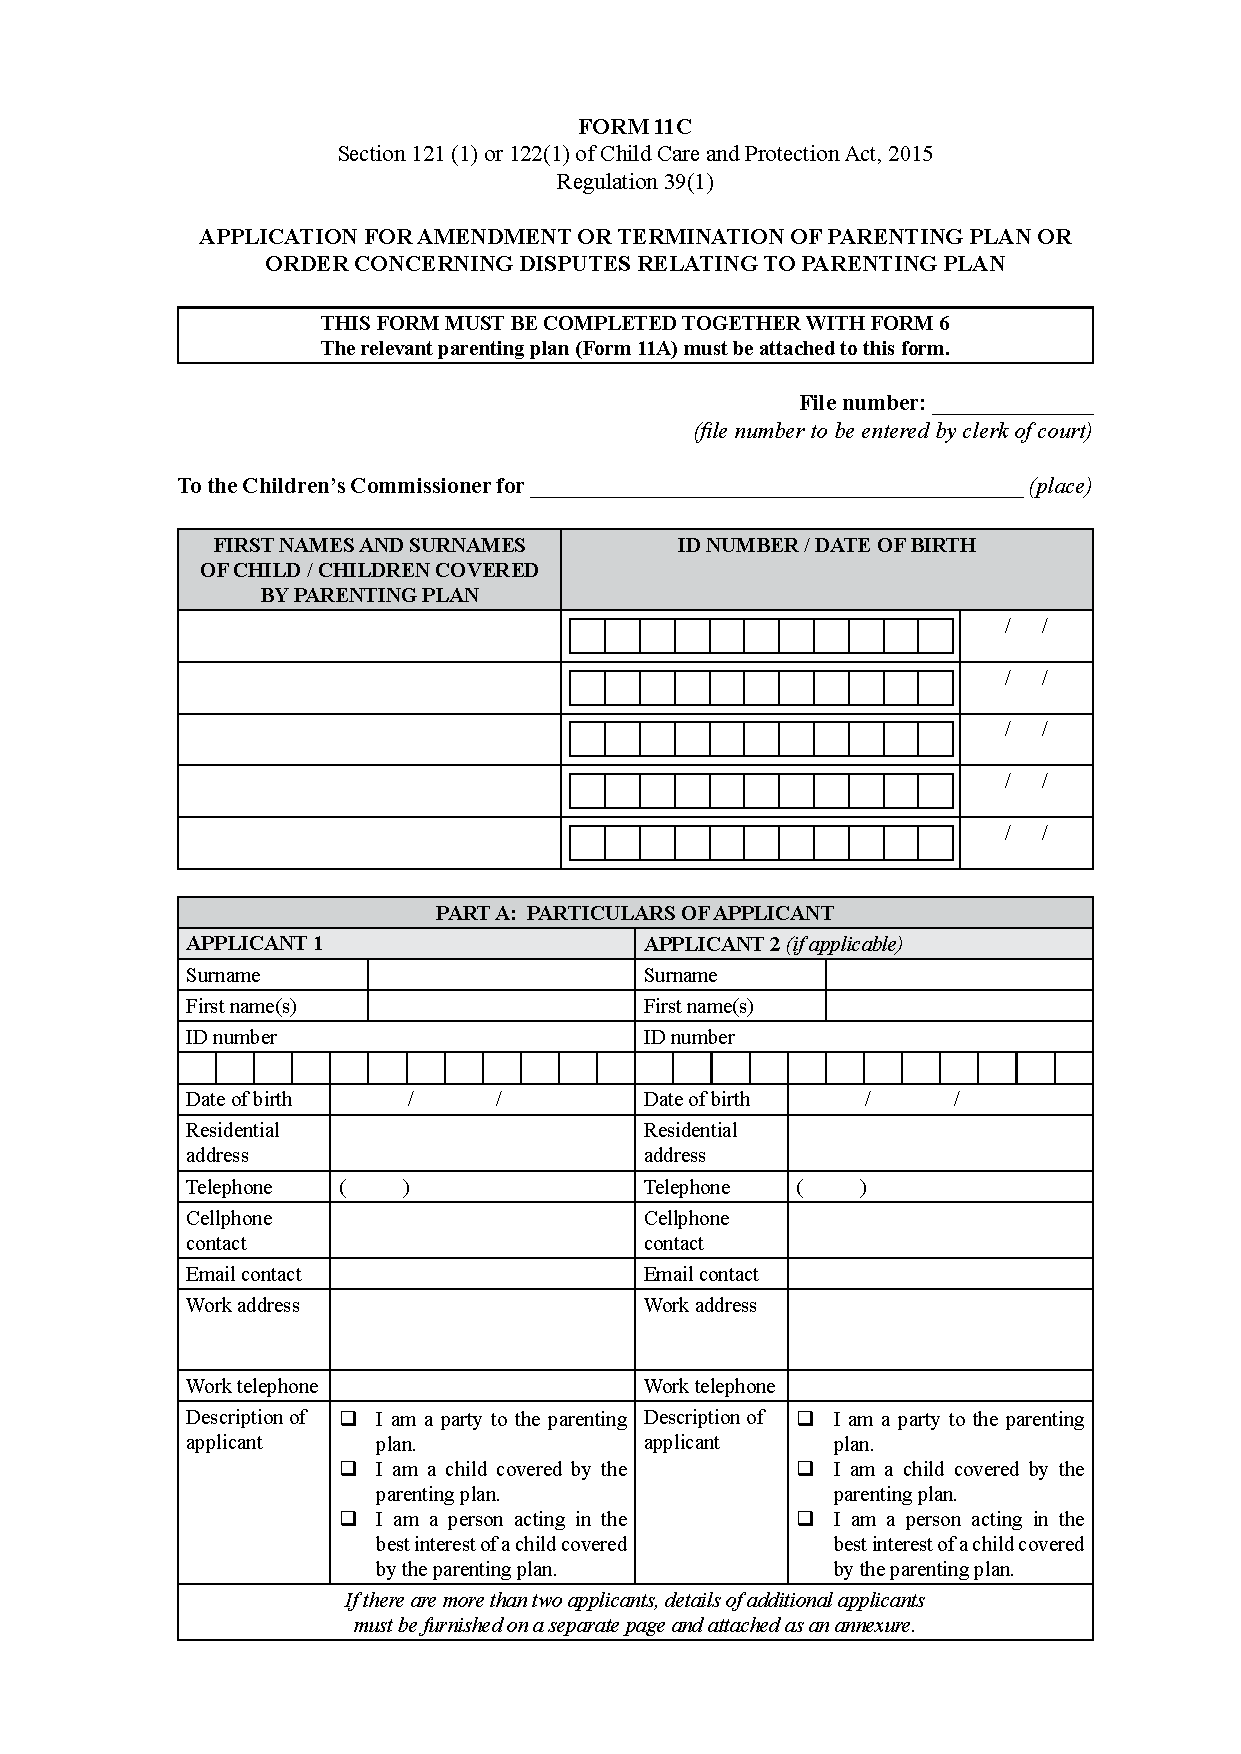 FORM 11C
Section 121 (1) or 122(1) of Child Care and Protection Act, 2015
Regulation 39(1)
APPLICATION FOR AMENDMENT OR TERMINATION OF PARENTING PLAN OR
ORDER CONCERNING DISPUTES RELATING TO PARENTING PLAN
THIS FORM MUST BE COMPLETED TOGETHER WITH FORM 6
The relevant parenting plan (Form 11A) must be attached to this form.
File number: _______________
(file number to be entered by clerk of court)
To the Children's Commissioner for _____________________________________________ (place)
FIRST NAMES AND SURNAMES
OF CHILD / CHILDREN COVERED
BY PARENTING PLAN
ID NUMBER / DATE OF BIRTH
/ /
/ /
/ /
/ /
/ /
PART A: PARTICULARS OF APPLICANT
APPLICANT 1 APPLICANT 2 (if applicable)
Surname Surname
First name(s) First name(s)
ID number ID number
Date of birth / / Date of birth / /
Residential
address
Residential
address
Telephone ( ) Telephone ( )
Cellphone
contact
Cellphone
contact
Email contact Email contact
Work address Work address
Work telephone Work telephone
Description of
applicant
❑ I am a party to the parenting
plan.
❑ I am a child covered by the
parenting plan.
❑ I am a person acting in the
best interest of a child covered
by the parenting plan.
Description of
applicant
❑ I am a party to the parenting
plan.
❑ I am a child covered by the
parenting plan.
❑ I am a person acting in the
best interest of a child covered
by the parenting plan.
If there are more than two applicants, details of additional applicants
must be furnished on a separate page and attached as an annexure.